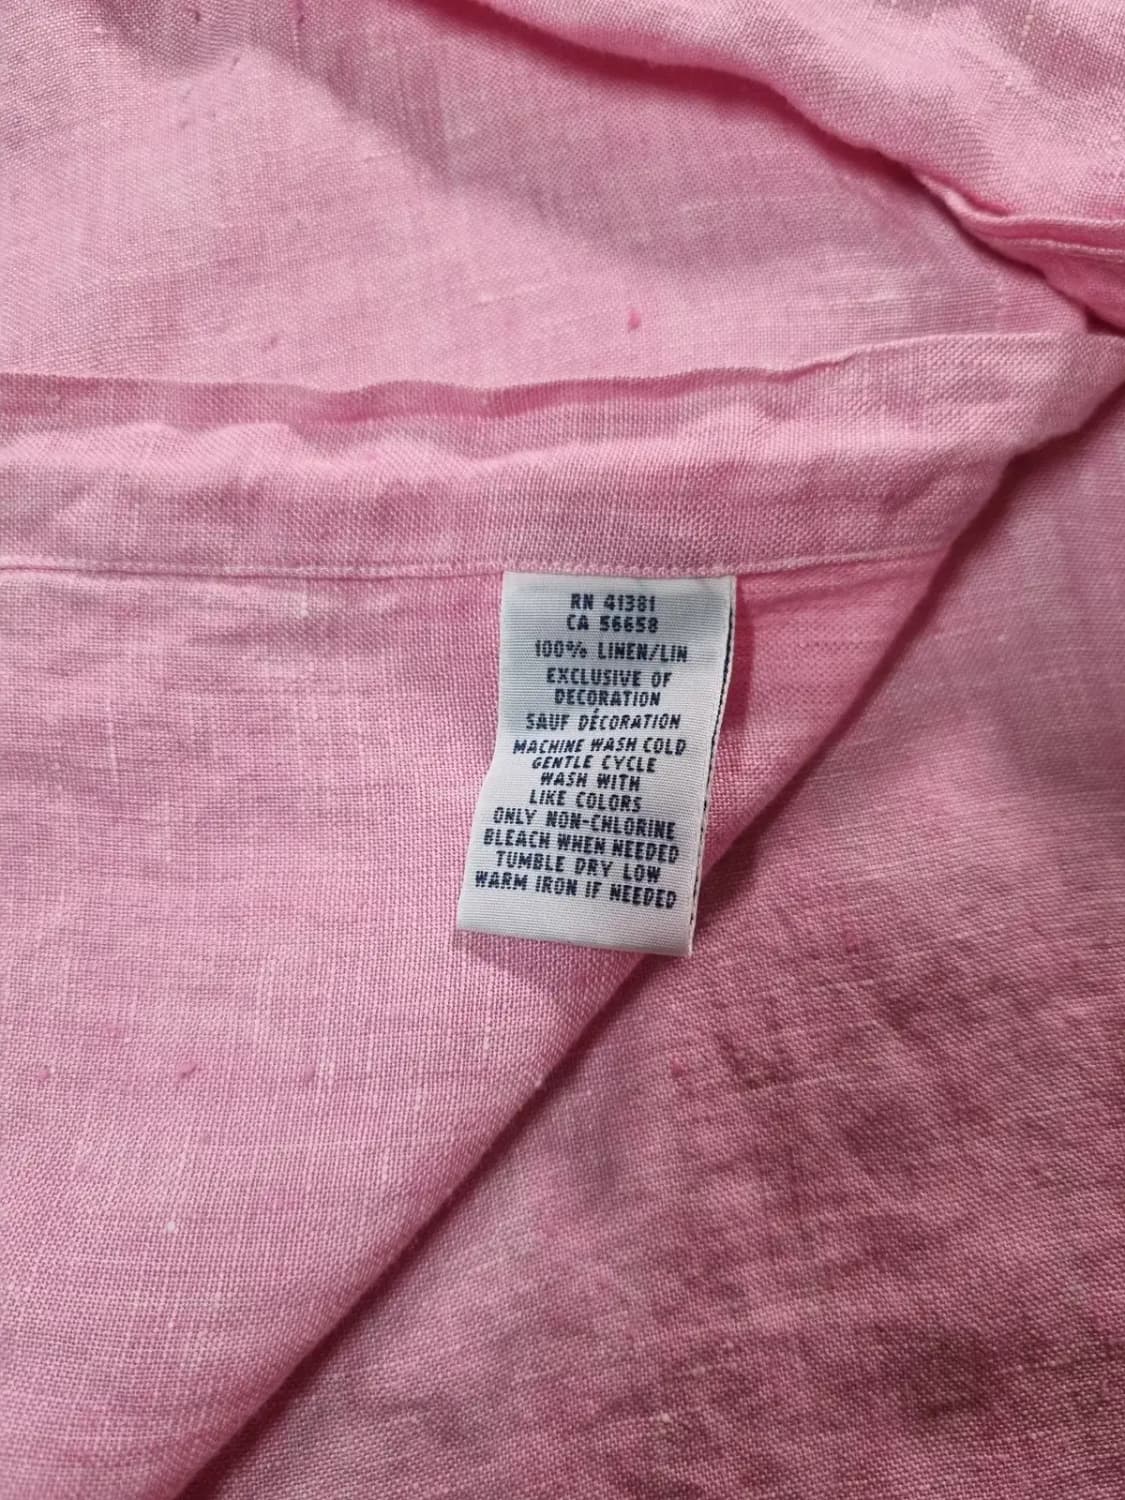 RN 41381
CA 56658
100% LINEN/LIN
EXCLUSIVE OF
DECORATION
SAUF DÉCORATION
MACHINE WASH COLD
GENTLE CYCLE
WASH WITH
LIKE COLORS
ONLY NON-CHLORINE
BLEACH WHEN NEEDED
TUMBLE DRY LOW
WARM IRON IF NEEDED